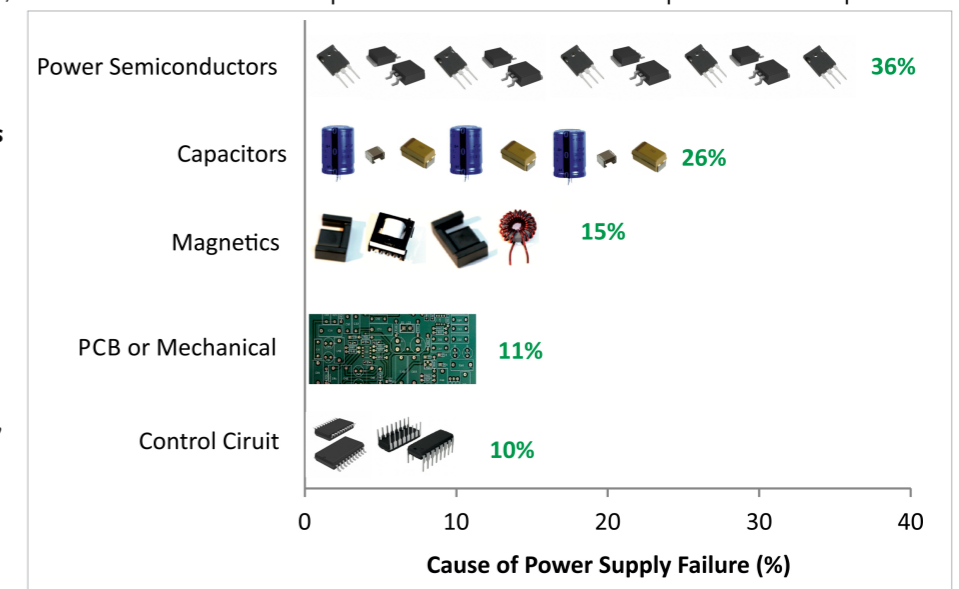 Power Semiconductors
36%
Capacitors
26%
Magnetics
15%
PCB or Mechanical
11%
Control Ciruit
10%
0 10 20 30 40
Cause of Power Supply Failure (%)